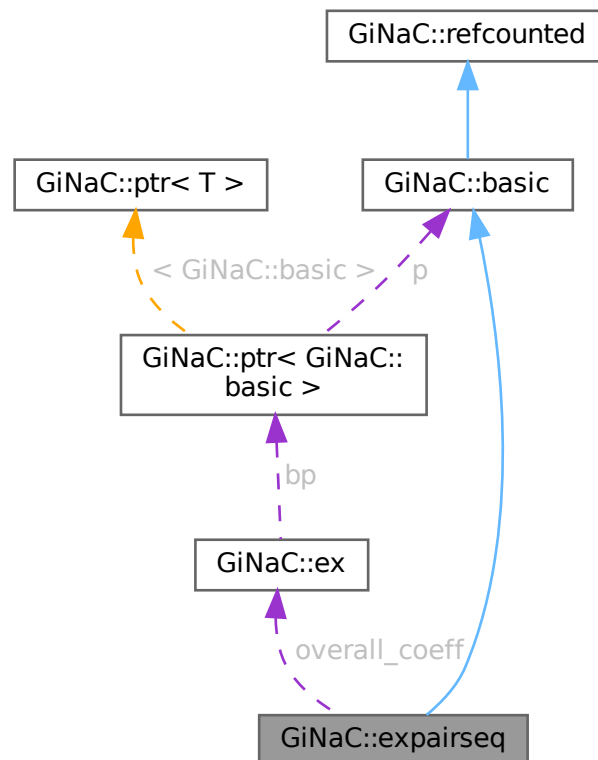 GiNaC::refcounted
GiNaC::ptr< T >
GiNaC::basic
< GiNaC::basic >
p
GiNaC::ptr< GiNaC::
basic >
bp
GiNaC::ex
overall_coeff
GiNaC::expairseq